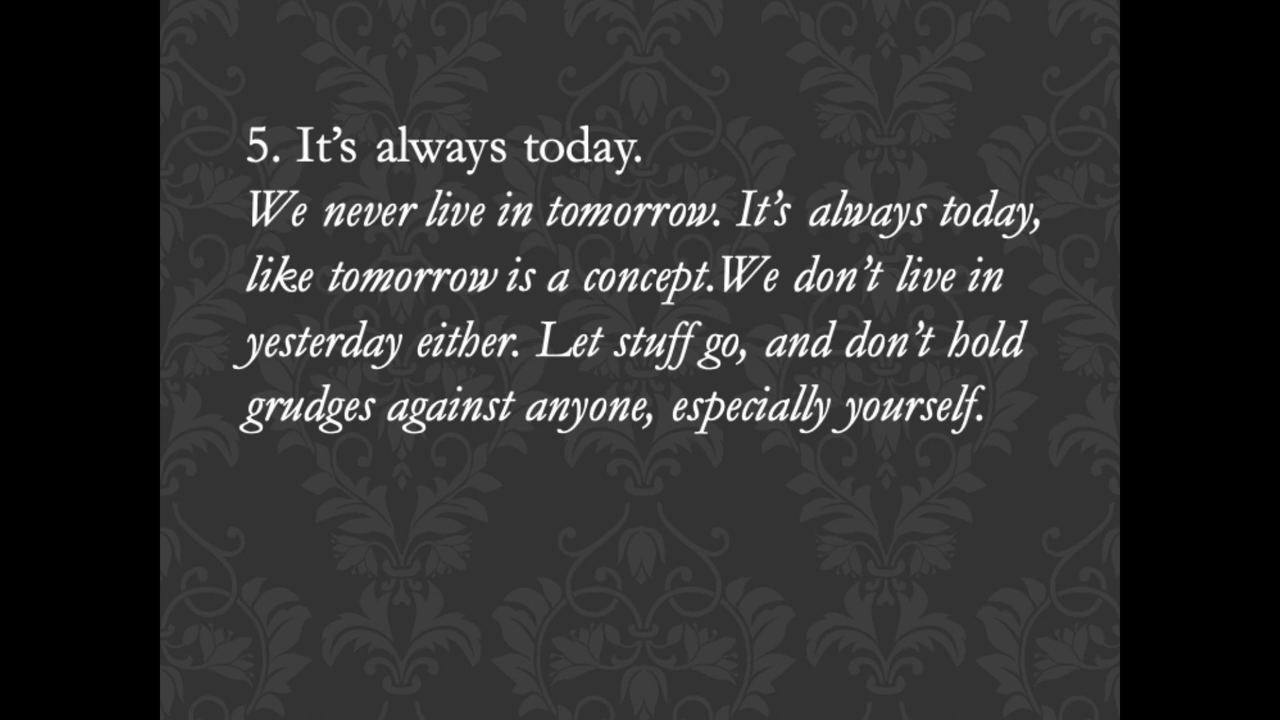 5. It’s always today.
We never live in tomorrow. It’s always today,
like tomorrow is a concept.We don’t live in
yesterday either. Let stuff go, and don’t hold
grudges against anyone, especially yourself.